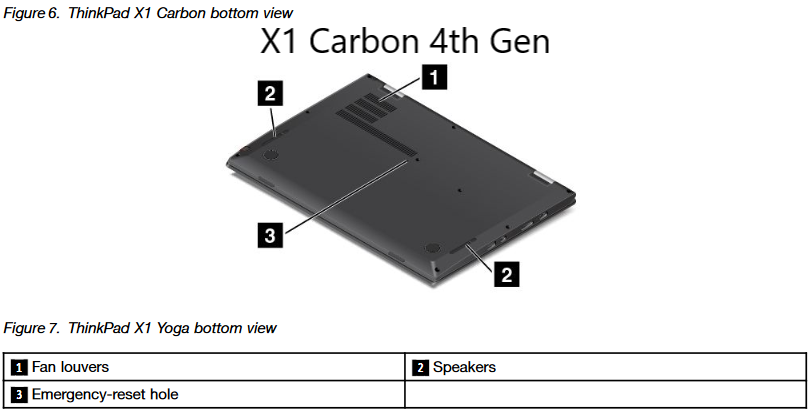 Figure 6. ThinkPad X1 Carbon bottom view
X1 Carbon 4th Gen
1
2
3
2
Figure 7. ThinkPad X1 Yoga bottom view
1 Fan louvers 2 Speakers
3 Emergency-reset hole